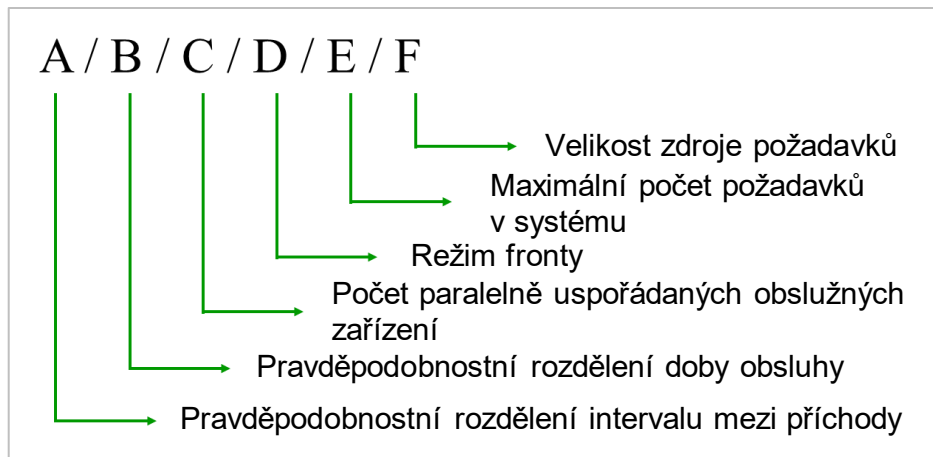 A / B / C / D / E / F
Velikost zdroje požadavků
Maximální počet požadavků
v systému
Režim fronty
Počet paralelně uspořádaných obslužných
zařízení
Pravděpodobnostní rozdělení doby obsluhy
Pravděpodobnostní rozdělení intervalu mezi příchody